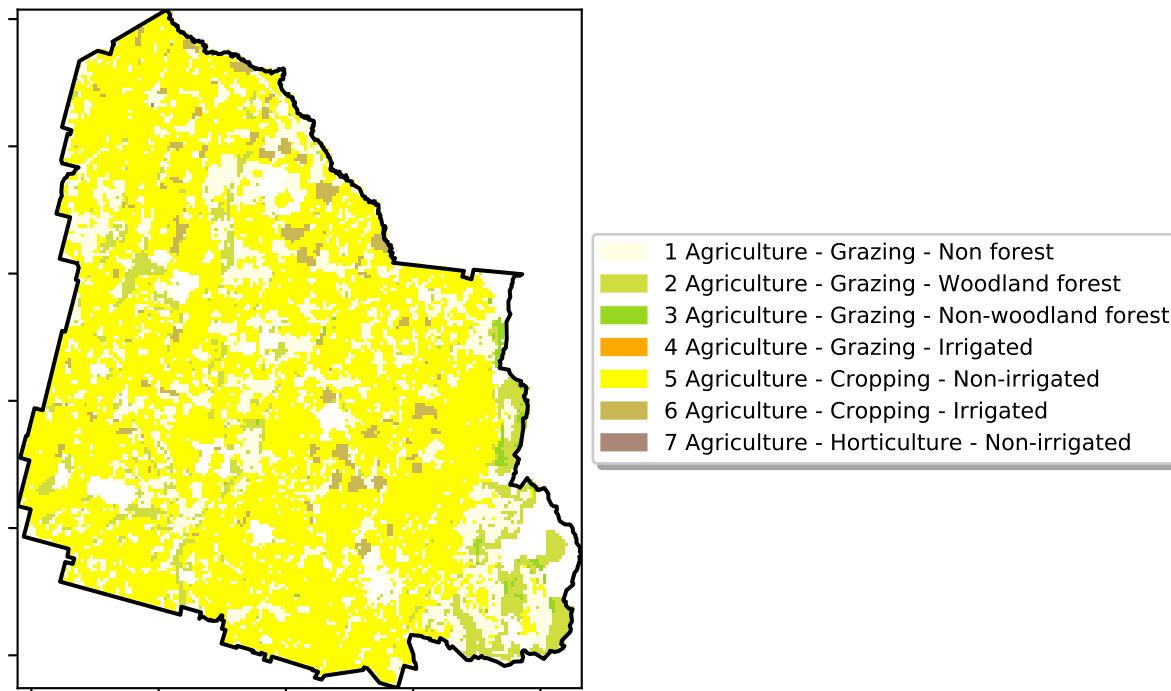 1 Agriculture - Grazing - Non forest
2 Agriculture - Grazing - Woodland forest
3 Agriculture - Grazing - Non-woodland forest
4 Agriculture - Grazing - Irrigated
5 Agriculture - Cropping - Non-irrigated
6 Agriculture - Cropping - Irrigated
7 Agriculture - Horticulture - Non-irrigated